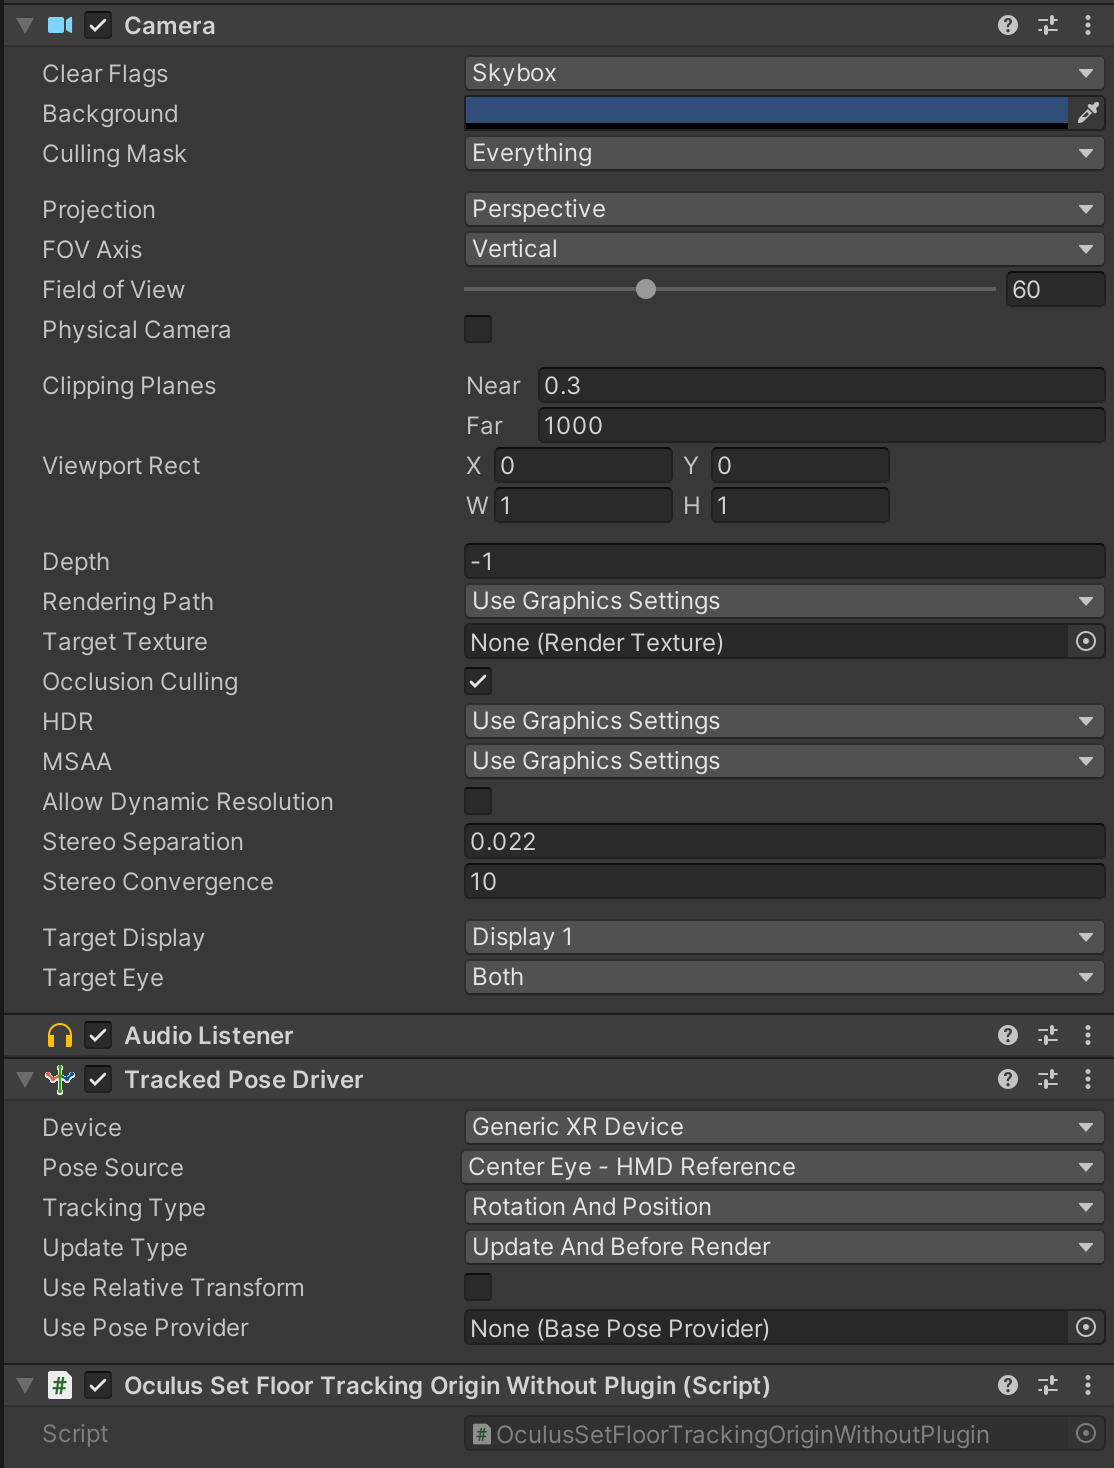 Camera
Clear Flags Skybox
Background
Culling Mask Everything
Projection Perspective
FOV Axis Vertical
Field of View 60
Physical Camera
Clipping Planes Near 0.3
Far 1000
Viewport Rect X 0 Y 0
W 1 H 1
Depth -1
Rendering Path Use Graphics Settings
Target Texture None (Render Texture)
Occlusion Culling
HDR Use Graphics Settings
MSAA Use Graphics Settings
Allow Dynamic Resolution
Stereo Separation 0.022
Stereo Convergence 10
Target Display Display 1
Target Eye Both
Audio Listener
Tracked Pose Driver
Device Generic XR Device
Pose Source Center Eye - HMD Reference
Tracking Type Rotation And Position
Update Type Update And Before Render
Use Relative Transform
Use Pose Provider None (Base Pose Provider)
# Oculus Set Floor Tracking Origin Without Plugin (Script)
Script # OculusSetFloorTrackingOriginWithoutPlugin